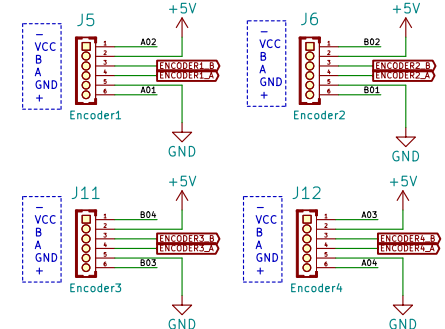 J5
+5V
−
VCC
B
A
GND
+
1
2
3
4
5
6
A02
ENCODER1_B
ENCODER1_A
A01
Encoder1
GND
J6
+5V
−
VCC
B
A
GND
+
1
2
3
4
5
6
B02
ENCODER2_B
ENCODER2_A
B01
Encoder2
GND
J11
+5V
−
VCC
B
A
GND
+
1
2
3
4
5
6
B04
ENCODER3_B
ENCODER3_A
B03
Encoder3
GND
J12
+5V
−
VCC
B
A
GND
+
1
2
3
4
5
6
A03
ENCODER4_B
ENCODER4_A
A04
Encoder4
GND